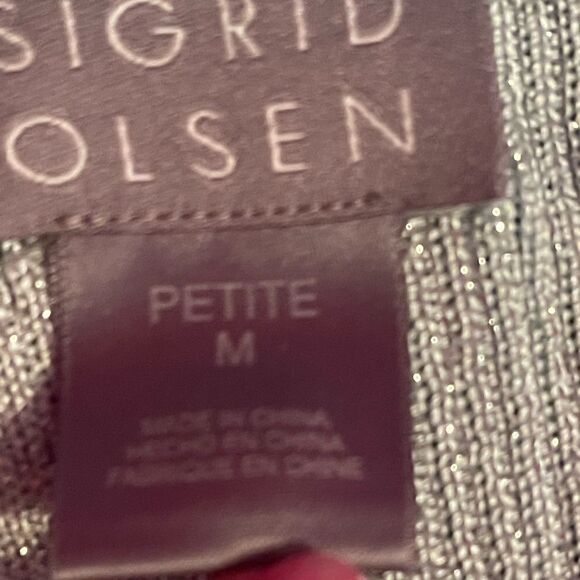 SIGRID
OLSEN
PETITE
M
MADE IN CHINA
HECHO EN CHINA
FABRIQUE EN CHINE